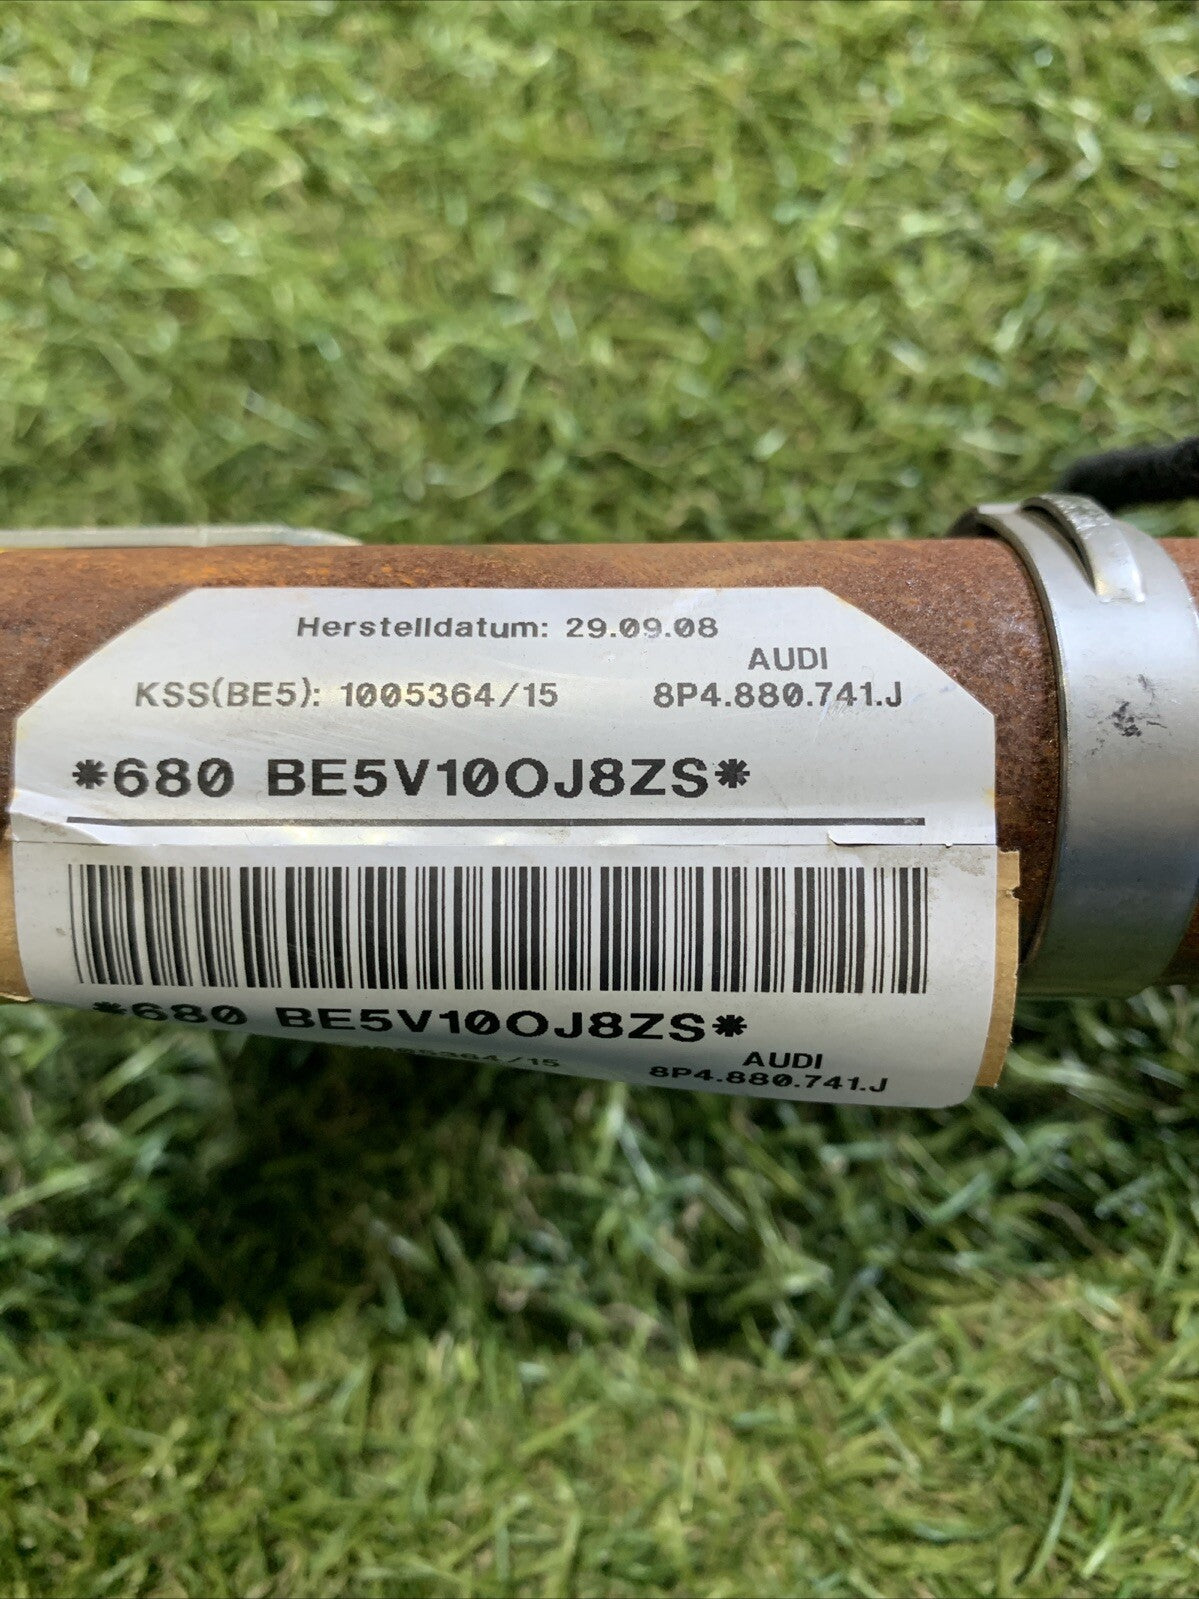 Herstelldatum: 29.09.08
AUDI
KSS(BE5): 1005364/15 8P4.880.741.J
*680 BE5V10OJ8ZS*
*680 BE5V10OJ8ZS*
AUDI
8P4.880.741.J